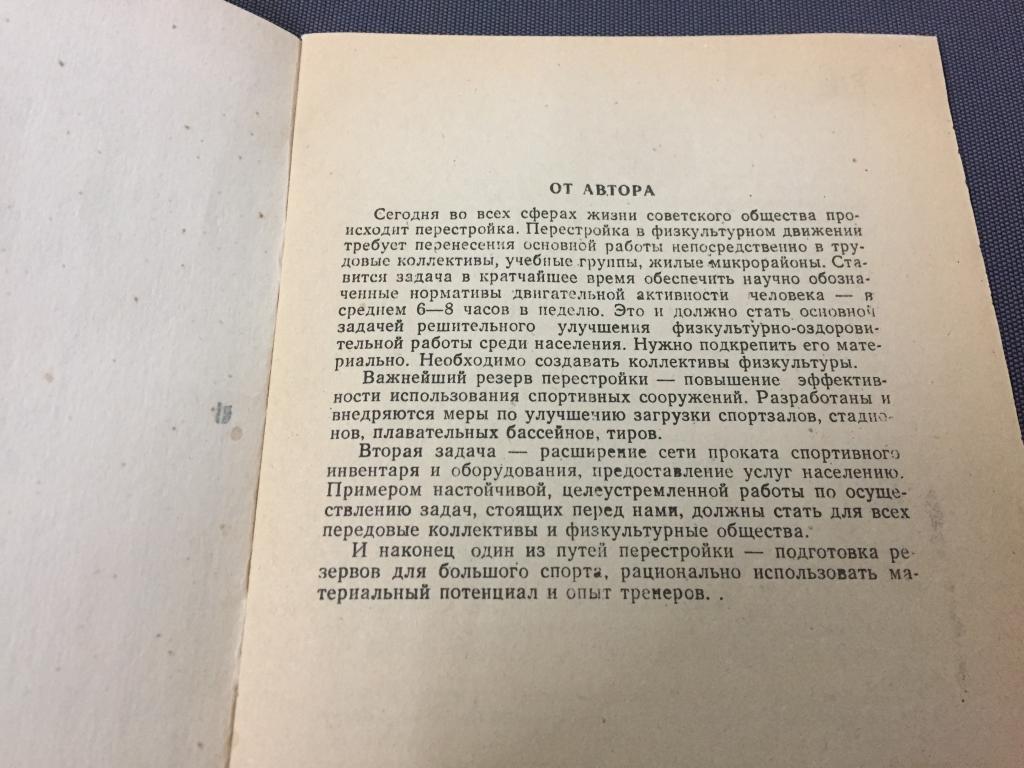 ОТ АВТОРА
Сегодня во всех сферах жизни советского общества про-
исходит перестройка. Перестройка в физкультурном движении
требует перенесения основной работы непосредственно в тру-
довые коллективы, учебные группы, жилые микрорайоны. Ста-
вится задача в кратчайшее время обеспечить научно обозна-
ченные нормативы двигательной активности человека — в
среднем 6—8 часов в неделю. Это и должно стать основной
задачей решительного улучшения физкультурно-оздорови-
тельной работы среди населения. Нужно подкрепить его мате-
риально. Необходимо создавать коллективы физкультуры.
Важнейший резерв перестройки — повышение эффектив-
ности использования спортивных сооружений. Разработаны и
внедряются меры по улучшению загрузки спортзалов, стадио-
нов, плавательных бассейнов, тиров.
Вторая задача — расширение сети проката спортивного
инвентаря и оборудования, предоставление услуг населению.
Примером настойчивой, целеустремленной работы по осуще-
ствлению задач, стоящих перед нами, должны стать для всех
передовые коллективы и физкультурные общества.
И наконец один из путей перестройки — подготовка ре-
зервов для большого спорта, рационально использовать ма-
териальный потенциал и опыт тренеров. .